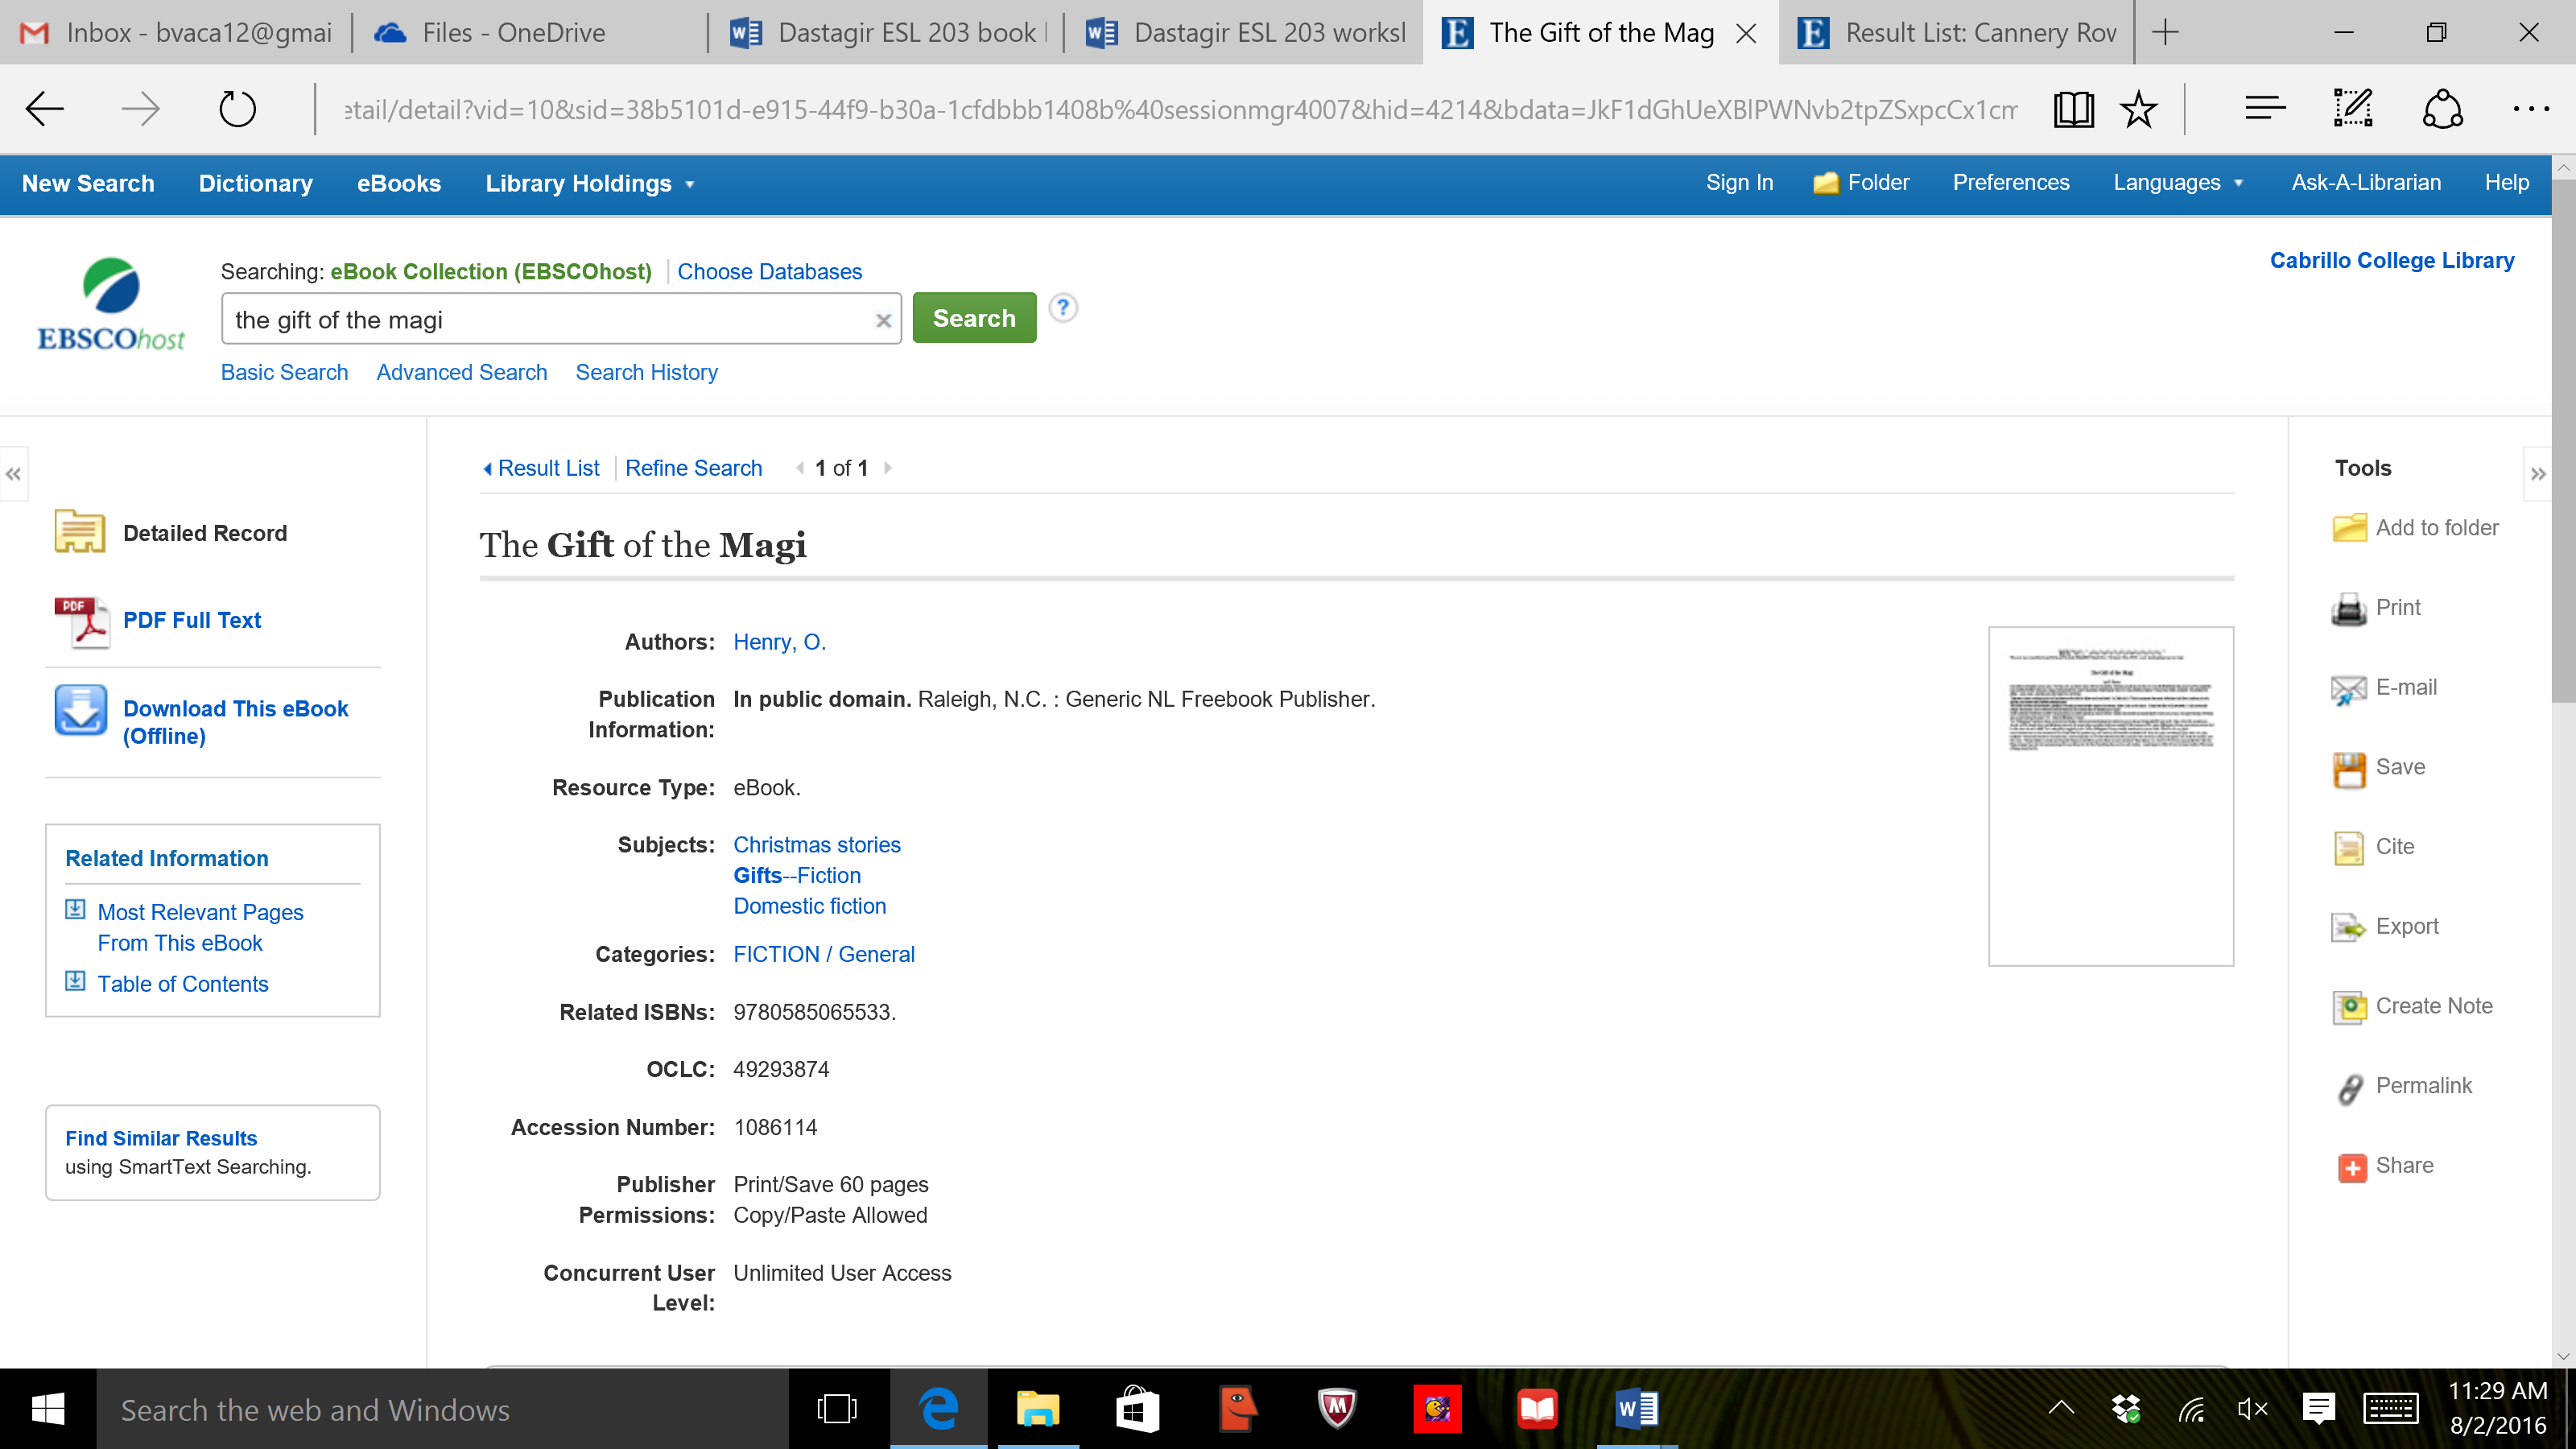 Inbox - bvaca12@gmai
Files - OneDrive
Dastagir ESL 203 book
Dastagir ESL 203 worksl
The Gift of the Mag
Result List: Cannery Rov
etail/detail?vid=10&sid=38b5101d-e915-44f9-b30a-1cfdbbb1408b%40sessionmgr4007&hid=4214&bdata=JkF1dGhUeXBlPWNvb2tpZSxpcCx1cm
New Search Dictionary eBooks Library Holdings
Sign In Folder Preferences Languages Ask-A-Librarian Help
EBSCOhost
Searching: eBook Collection (EBSCOhost) Choose Databases
Cabrillo College Library
the gift of the magi
Search
?
Basic Search Advanced Search Search History
Result List Refine Search 1 of 1
Detailed Record
PDF
PDF Full Text
Download This eBook
(Offline)
Related Information
Most Relevant Pages
From This eBook
Table of Contents
Find Similar Results
using SmartText Searching.
The Gift of the Magi
Authors: Henry, O.
Publication Information: In public domain. Raleigh, N.C. : Generic NL Freebook Publisher.
Resource Type: eBook.
Subjects: Christmas stories
Gifts--Fiction
Domestic fiction
Categories: FICTION / General
Related ISBNs: 9780585065533.
OCLC: 49293874
Accession Number: 1086114
Publisher Permissions: Print/Save 60 pages
Copy/Paste Allowed
Concurrent User Level: Unlimited User Access
Tools
Add to folder
Print
E-mail
Save
Cite
Export
Create Note
Permalink
Share
Search the web and Windows
11:29 AM
8/2/2016